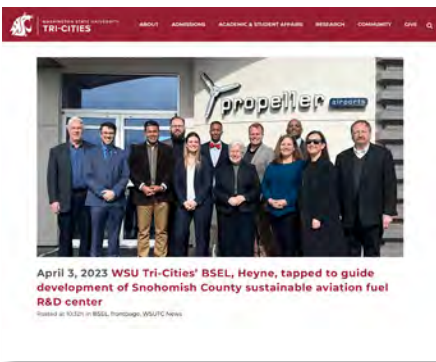 WASHINGTON STATE UNIVERSITY
TRI-CITIES
ABOUT ADMISSIONS ACADEMIC & STUDENT AFFAIRS RESEARCH COMMUNITY GIVE
propeller airports
April 3, 2023 WSU Tri-Cities’ BSEL, Heyne, tapped to guide
development of Snohomish County sustainable aviation fuel
R&D center
Posted at 10:32h in BSEL, frontpage, WSUTC News